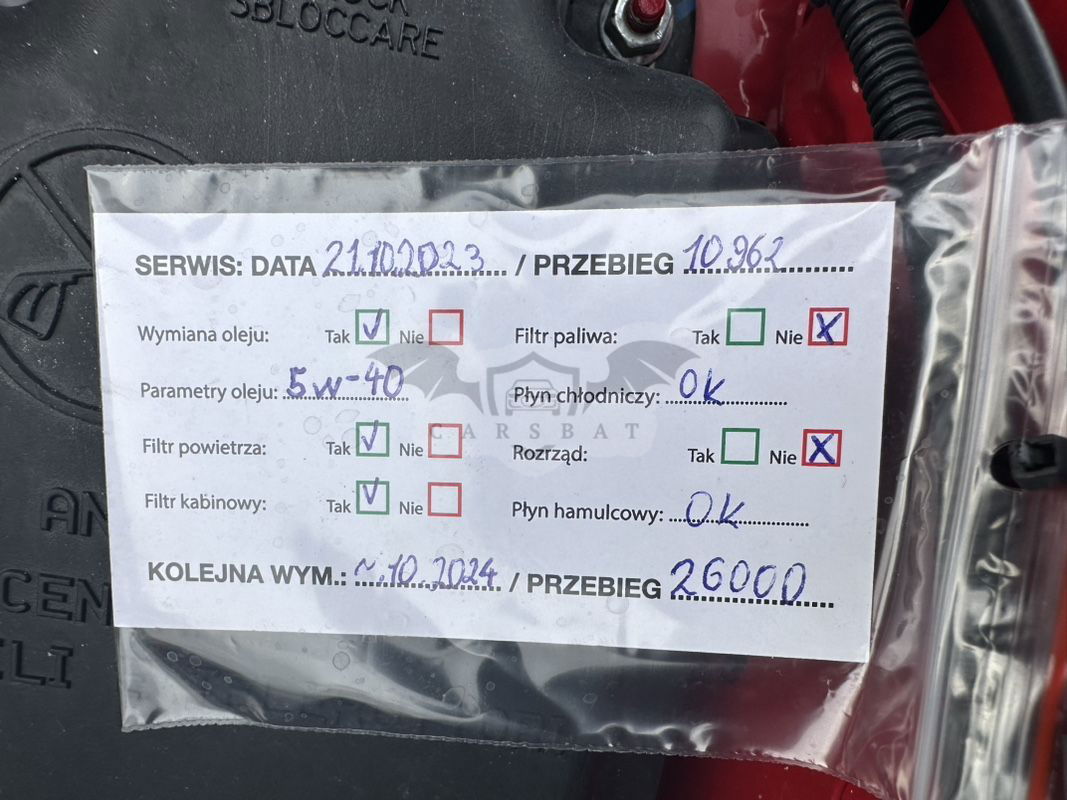 SBLOCCARE
SERWIS: DATA 21.10.2023 / PRZEBIEG 10.962
Wymiana oleju: Tak ✓ Nie Filtr paliwa: Tak Nie X
Parametry oleju: 5W-40 Płyn chłodniczy: OK
CARSBAT
Filtr powietrza: Tak ✓ Nie Rozrząd: Tak Nie X
Filtr kabinowy: Tak ✓ Nie Płyn hamulcowy: OK
KOLEJNA WYM.: ~.10.2024 / PRZEBIEG 26000